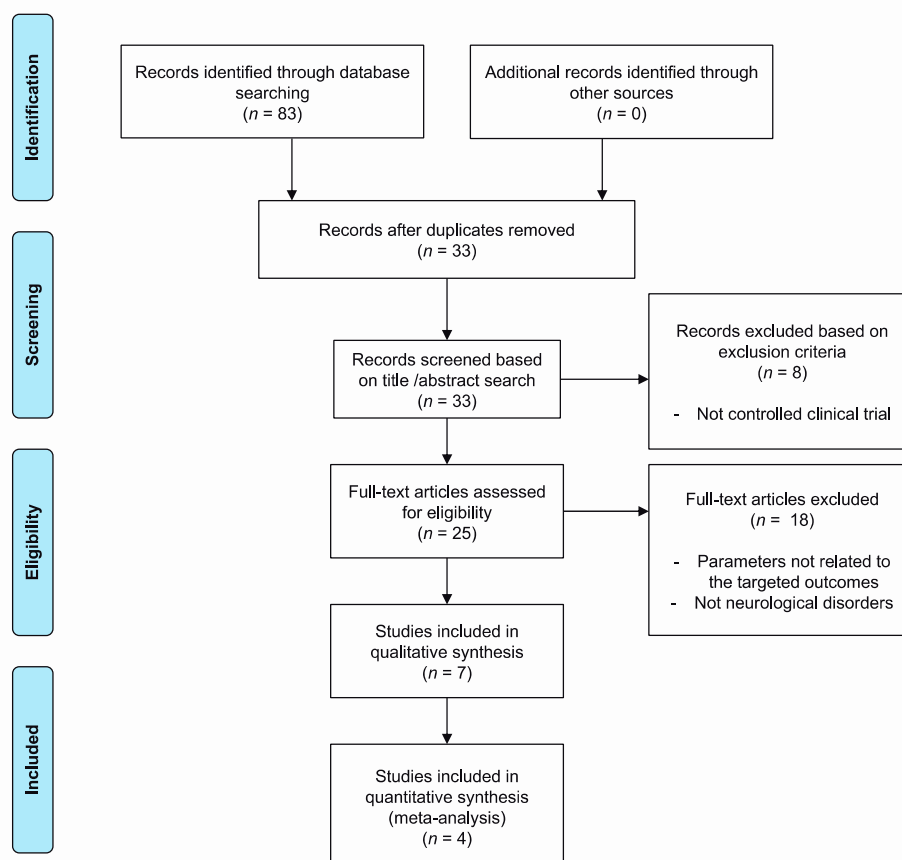 Identification
Records identified through database
searching
(n = 83)
Additional records identified through
other sources
(n = 0)
Records after duplicates removed
(n = 33)
Screening
Records screened based
on title /abstract search
(n = 33)
Records excluded based on
exclusion criteria
(n = 8)
- Not controlled clinical trial
Eligibility
Full-text articles assessed
for eligibility
(n = 25)
Full-text articles excluded
(n = 18)
- Parameters not related to
the targeted outcomes
- Not neurological disorders
Studies included in
qualitative synthesis
(n = 7)
Included
Studies included in
quantitative synthesis
(meta-analysis)
(n = 4)